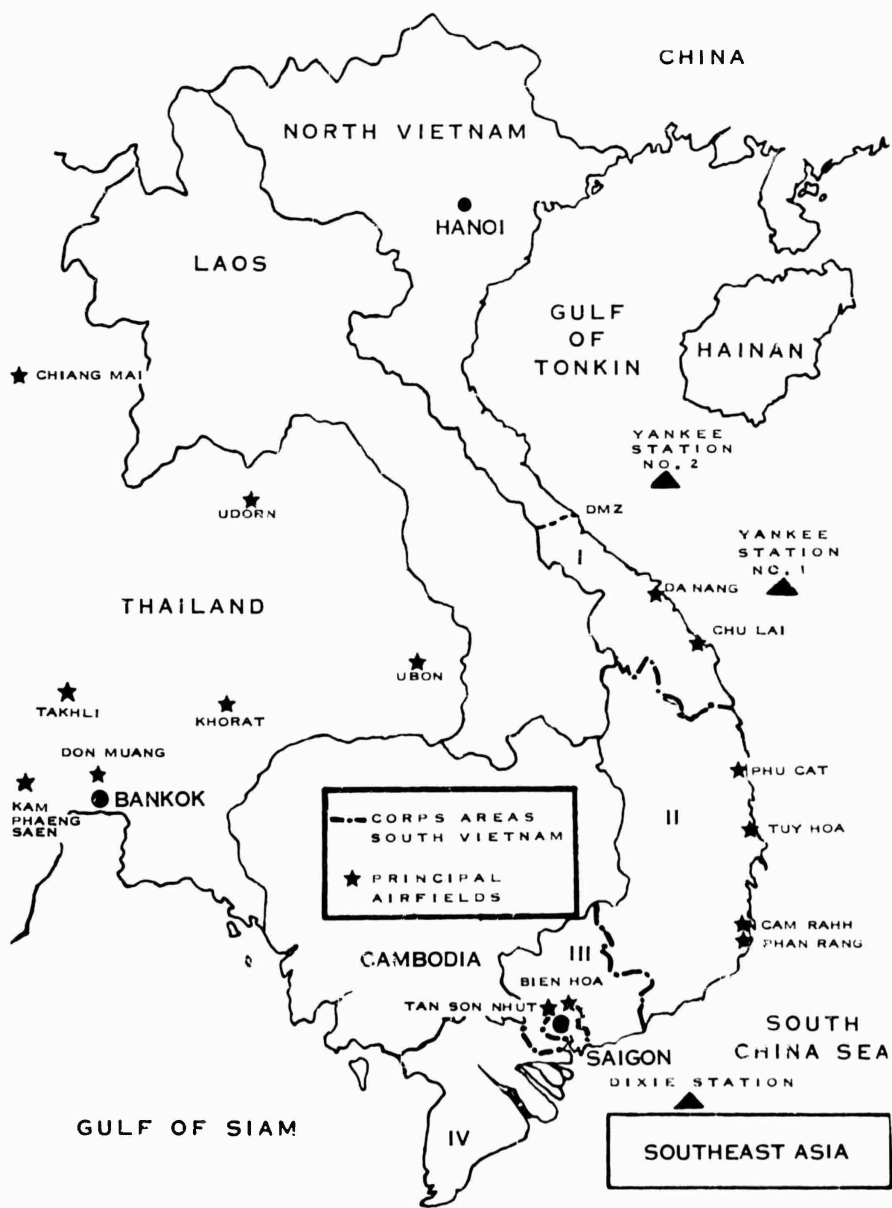 CHINA
NORTH VIETNAM
HANOI
LAOS
GULF
OF
TONKIN
HAINAN
CHIANG MAI
YANKEE
STATION
NO. 2
UDORN
DMZ
I
YANKEE
STATION
NO. 1
DA NANG
THAILAND
CHU LAI
UBON
TAKHLI
KHORAT
DON MUANG
BANKOK
KAM
PHAENG
SAEN
PHU CAT
CORPS AREAS
SOUTH VIETNAM
PRINCIPAL
AIRFIELDS
II
TUY HOA
CAM RAHH
PHAN RANG
CAMBODIA
III
BIEN HOA
TAN SON NHUT
SAIGON
SOUTH
CHINA SEA
DIXIE STATION
GULF OF SIAM
IV
SOUTHEAST ASIA